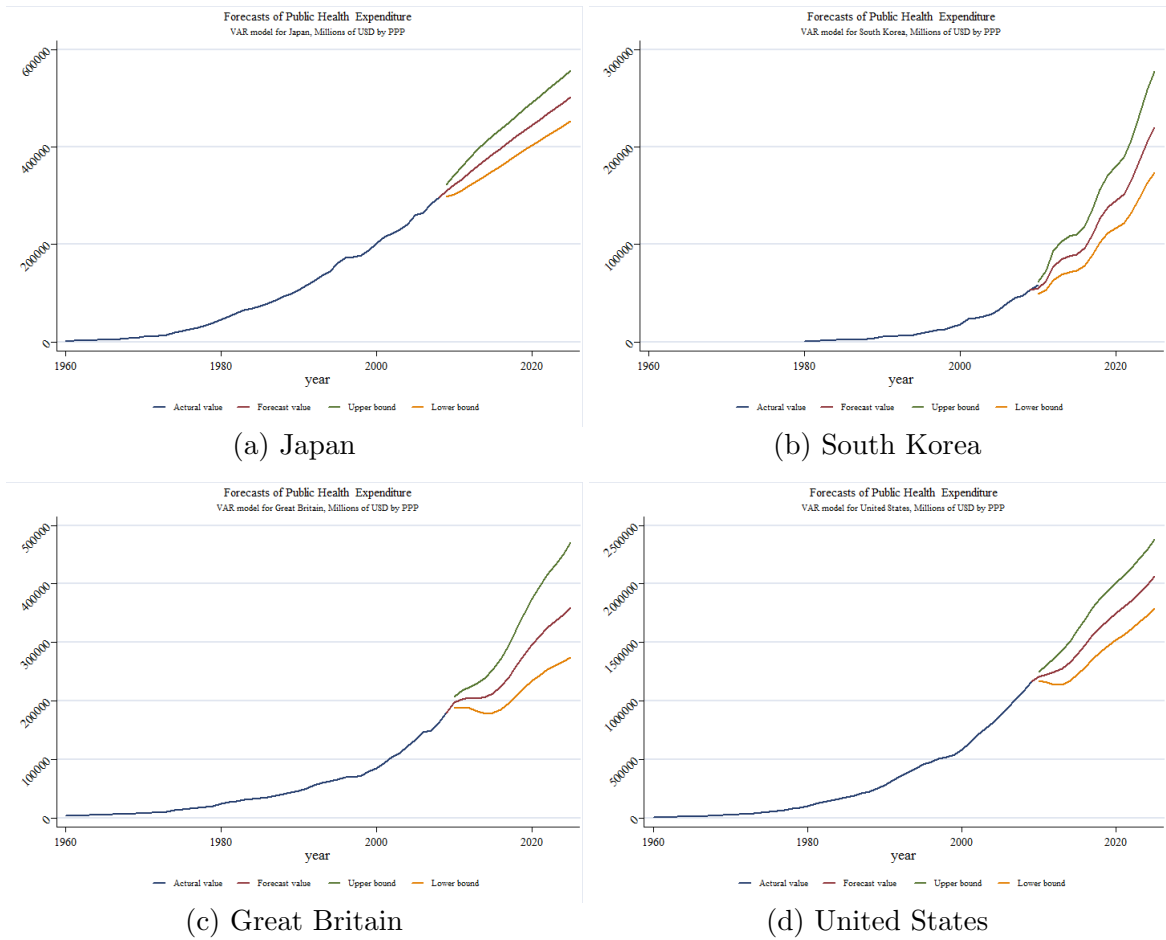 Forecasts of Public Health Expenditure
VAR model for Japan, Millions of USD by PPP
600000
400000
200000
0
1960 1980 2000 2020
year
Actural value Forecast value Upper bound Lower bound
(a) Japan
Forecasts of Public Health Expenditure
VAR model for South Korea, Millions of USD by PPP
300000
200000
100000
0
1960 1980 2000 2020
year
Actural value Forecast value Upper bound Lower bound
(b) South Korea
Forecasts of Public Health Expenditure
VAR model for Great Britain, Millions of USD by PPP
500000
400000
300000
200000
100000
0
1960 1980 2000 2020
year
Actural value Forecast value Upper bound Lower bound
(c) Great Britain
Forecasts of Public Health Expenditure
VAR model for United States, Millions of USD by PPP
2500000
2000000
1500000
1000000
500000
0
1960 1980 2000 2020
year
Actural value Forecast value Upper bound Lower bound
(d) United States